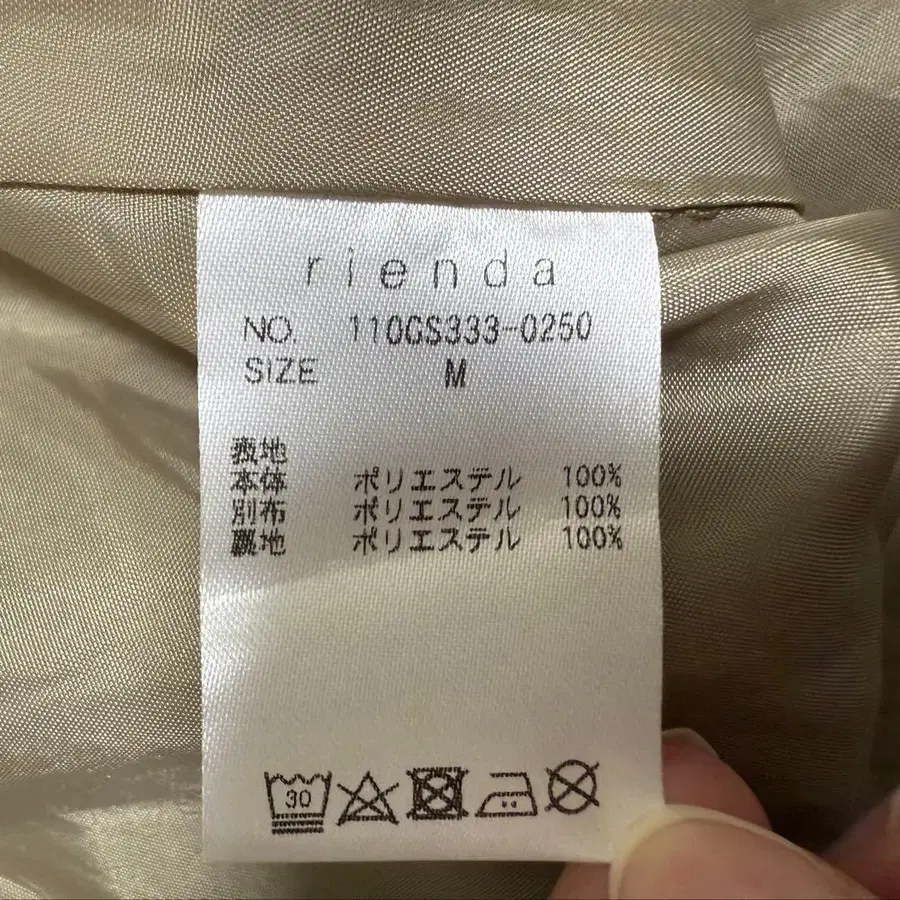 rienda
NO. 110GS333-0250
SIZE M
表地
本体 ポリエステル 100%
別布 ポリエステル 100%
裏地 ポリエステル 100%
30